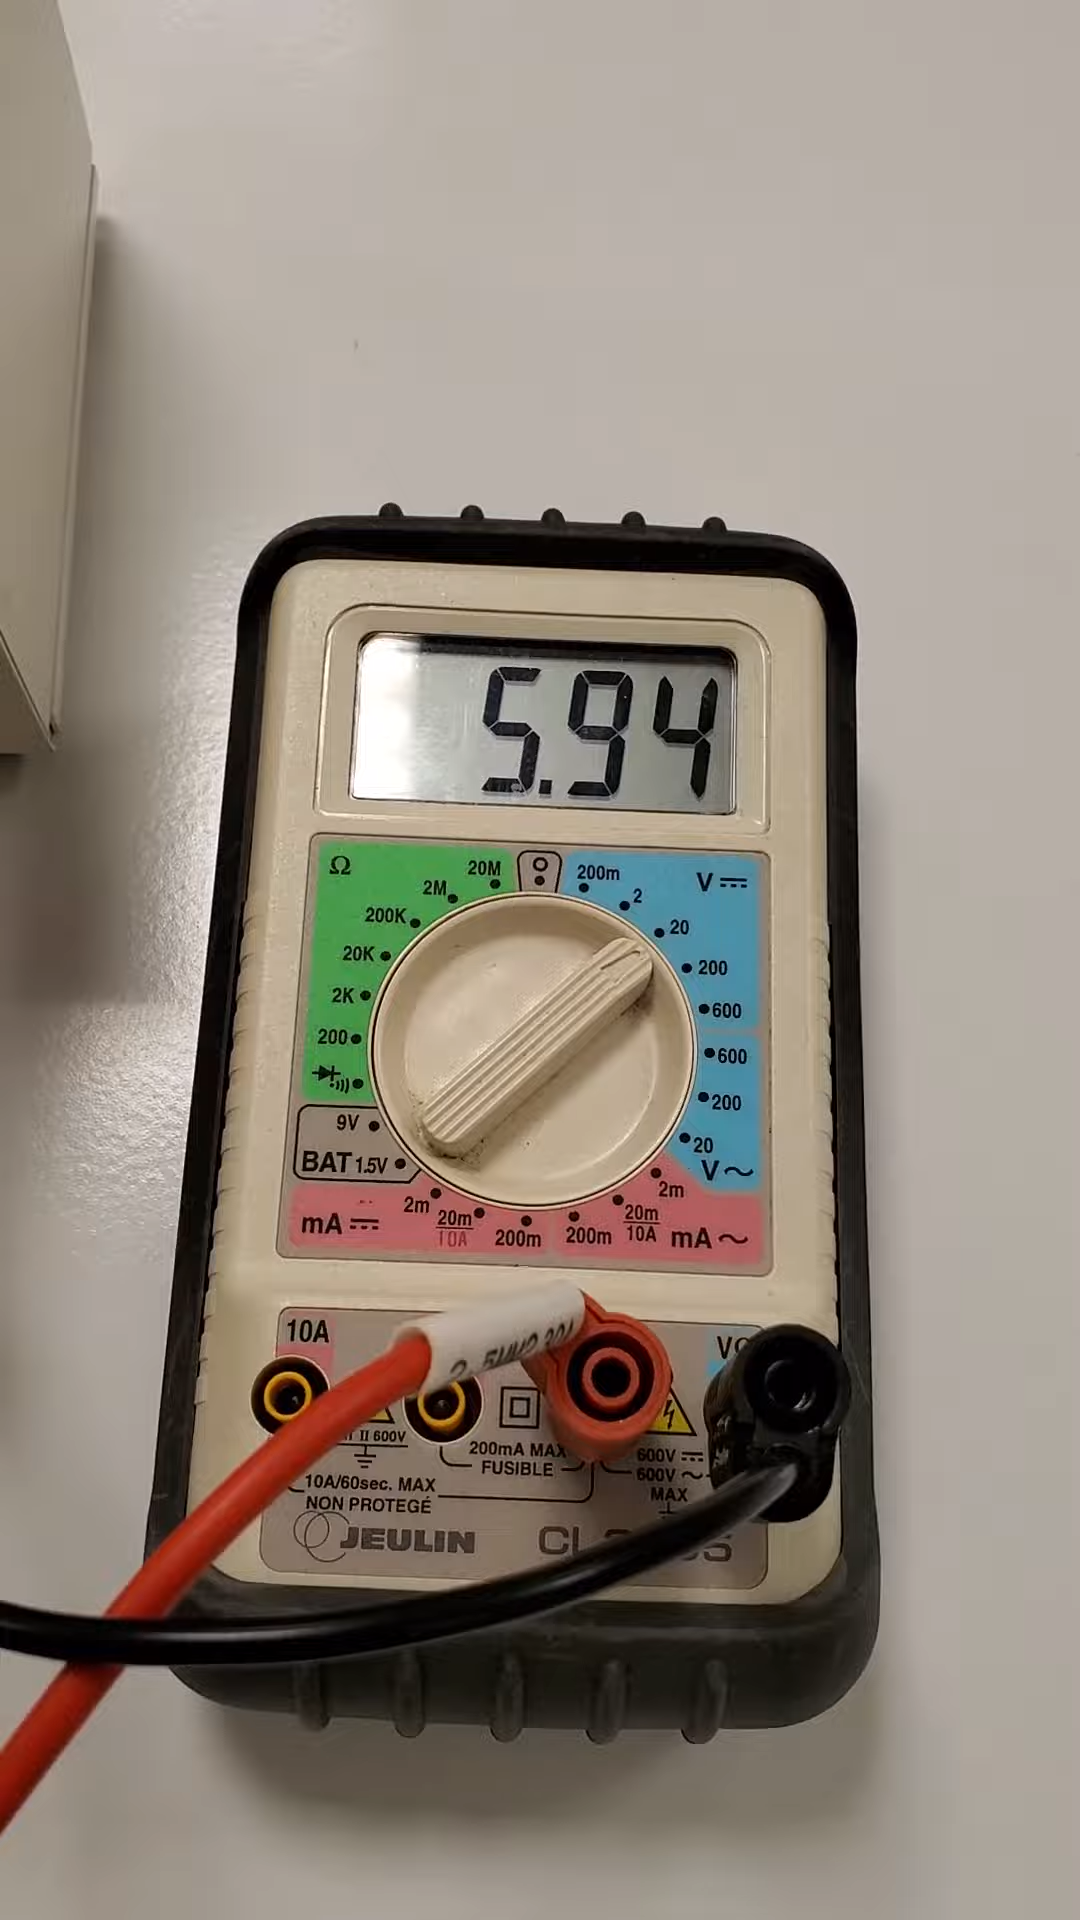 5.94
Ω
20M
2M
200K
20K
2K
200
200m
2
20
200
600
V
600
200
20
V~
9V
BAT 1.5V
mA
2m
20m
10A
200m
200m
20m
10A
2m
mA~
10A
II 600V
10A/60sec. MAX
NON PROTEGÉ
200mA MAX
FUSIBLE
600V
600V ~
MAX
JEULIN